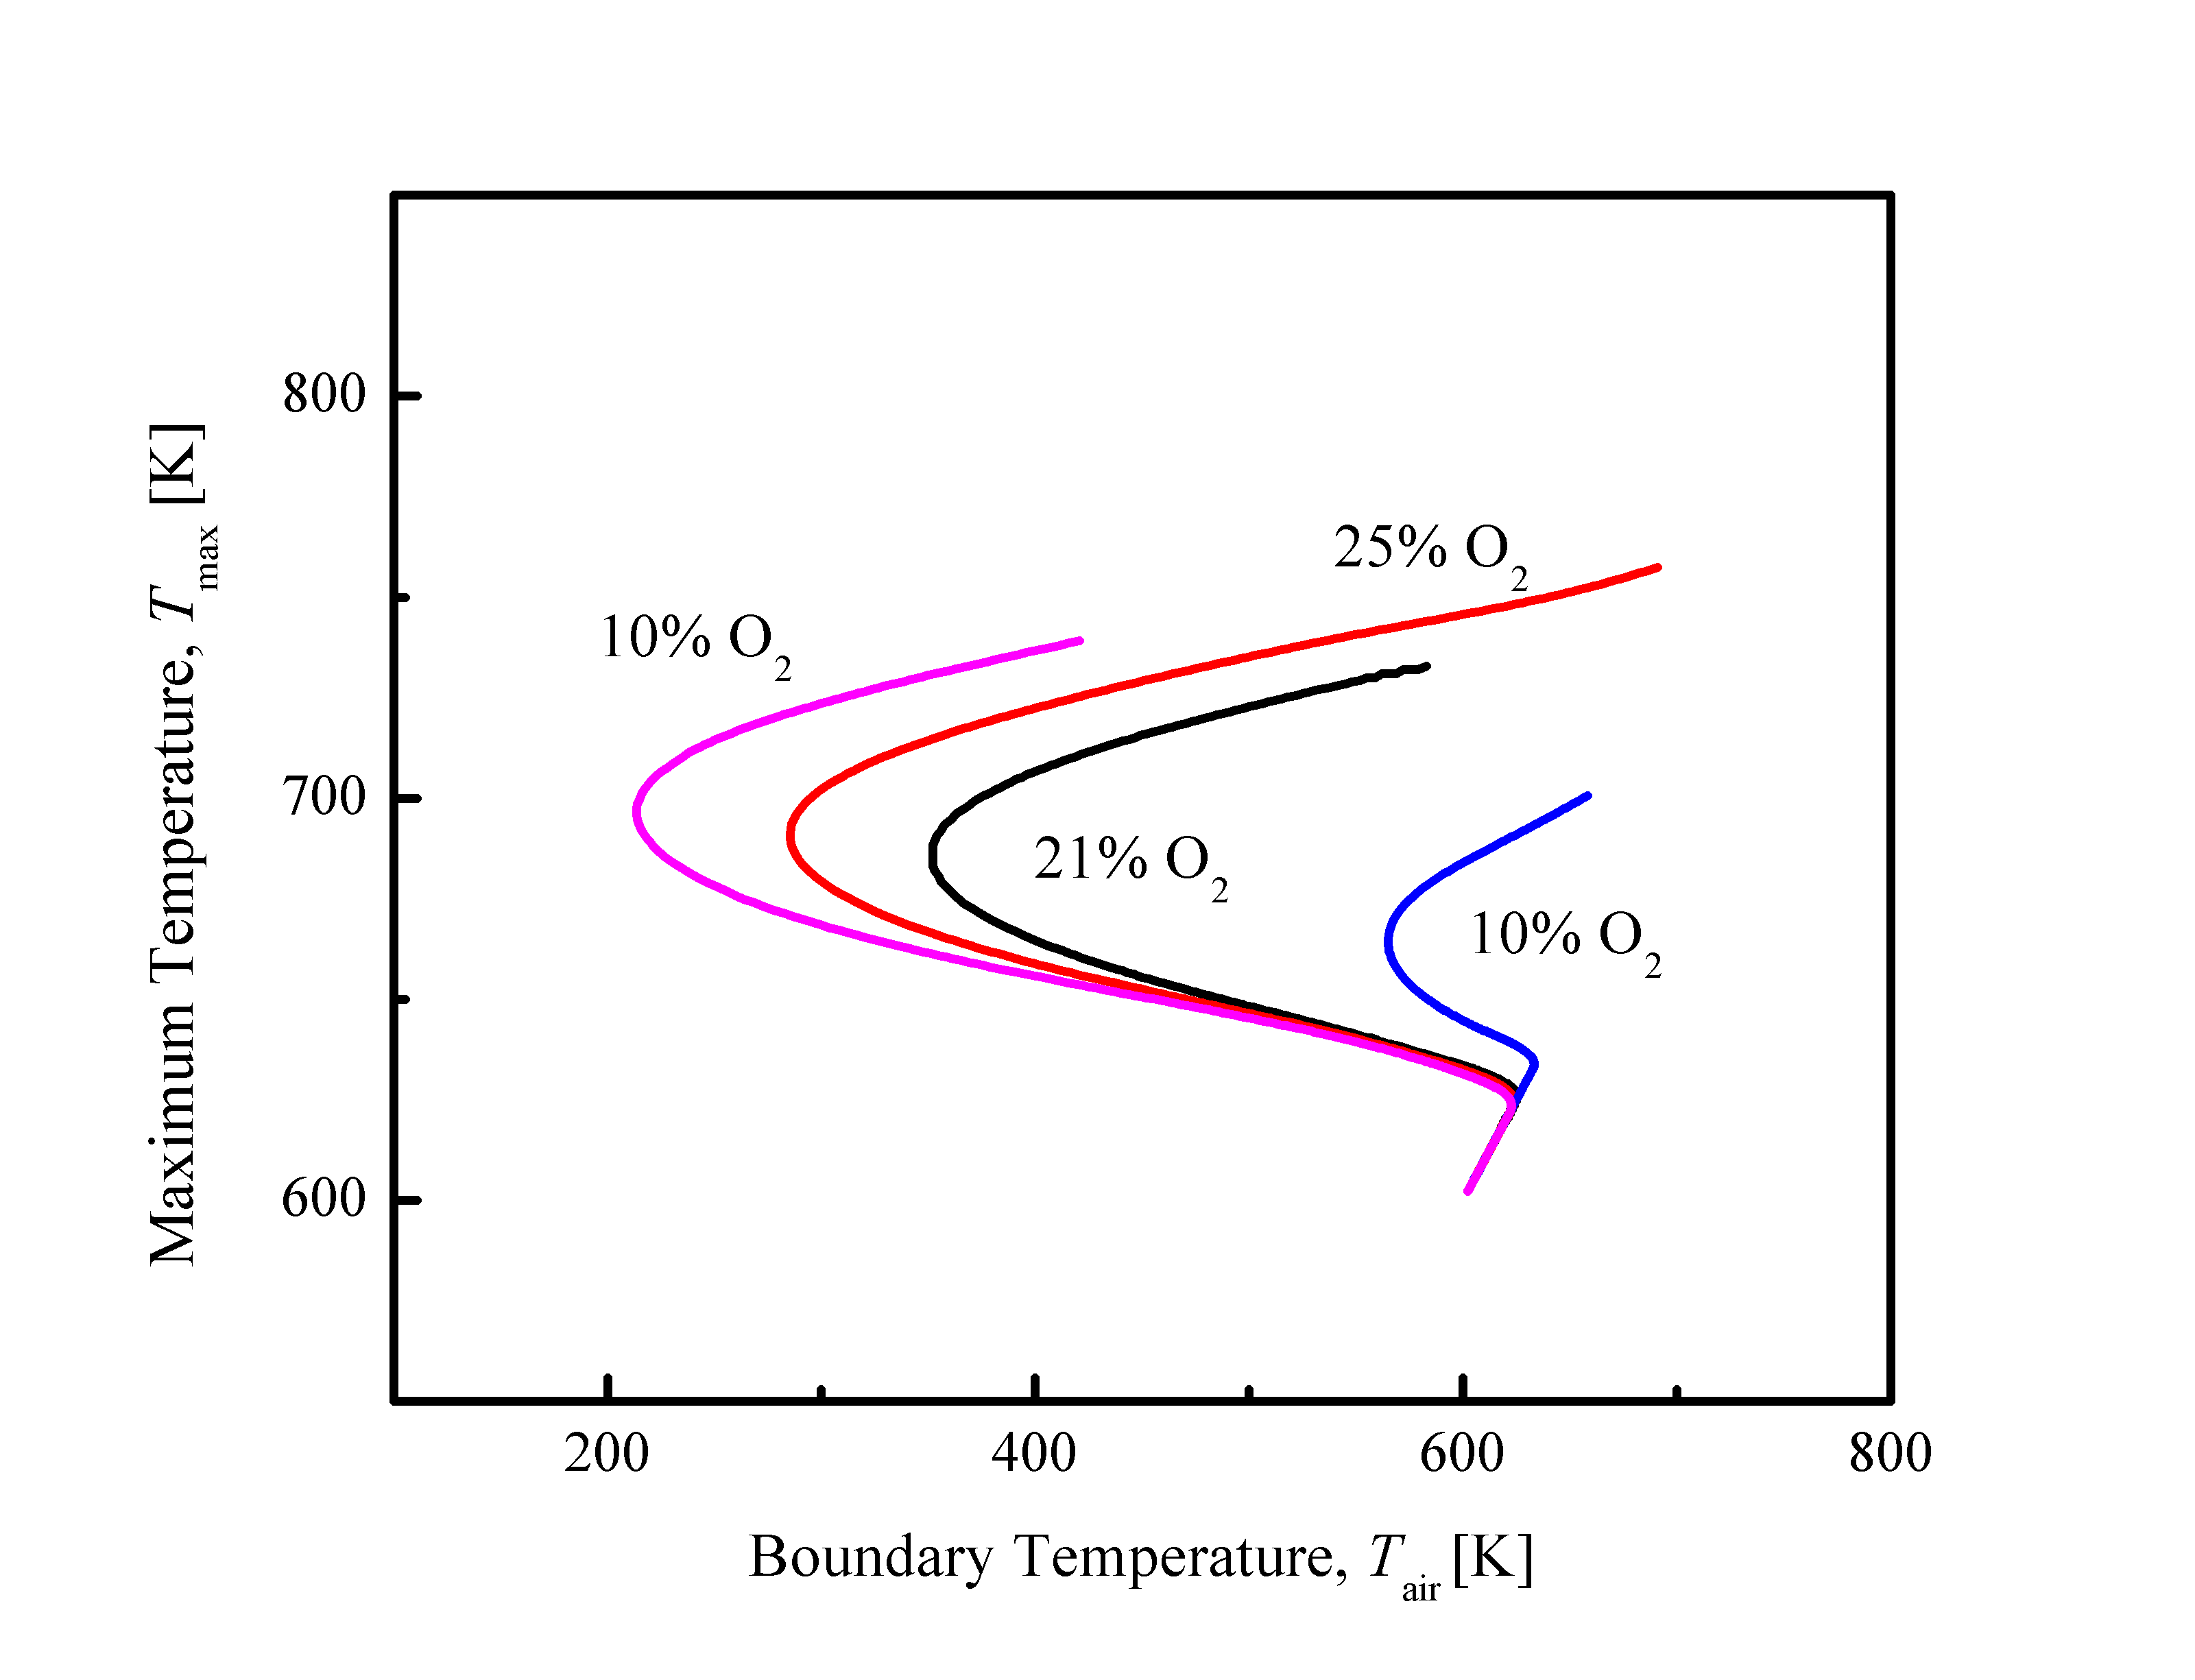 Maximum Temperature, Tmax [K]
800
700
600
25% O2
10% O2
21% O2
10% O2
200 400 600 800
Boundary Temperature, Tair [K]